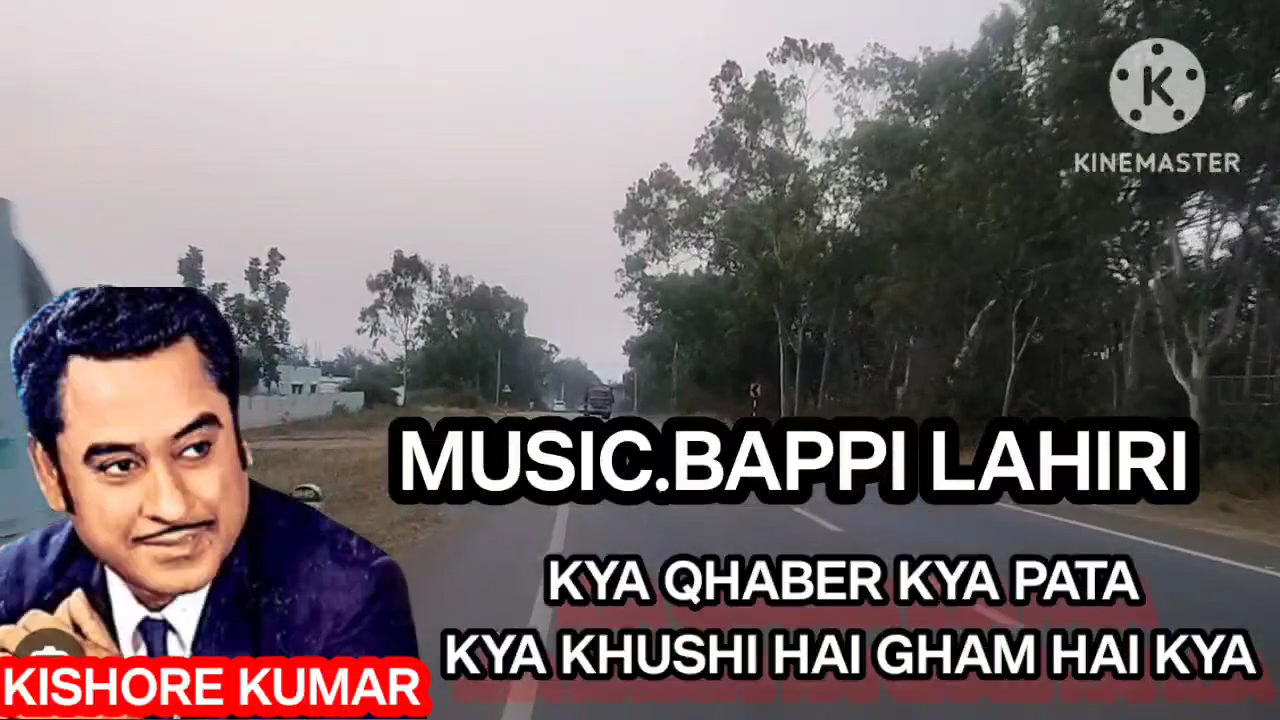 K
KINEMASTER
MUSIC.BAPPI LAHIRI
KYA QHABER KYA PATA
KYA KHUSHI HAI GHAM HAI KYA
KISHORE KUMAR